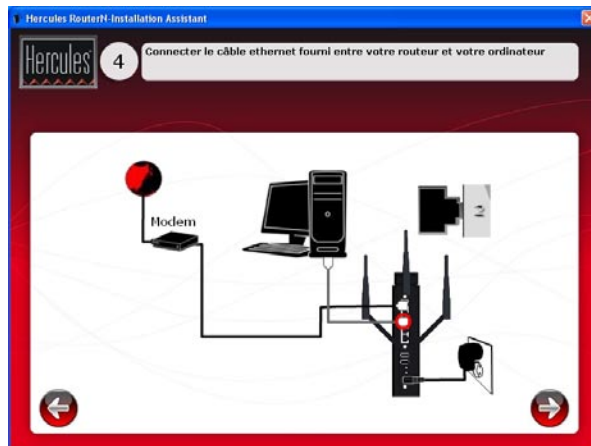 Hercules RouterN-Installation Assistant
Hercules
4
Connecter le câble ethernet fourni entre votre routeur et votre ordinateur
Modem
2